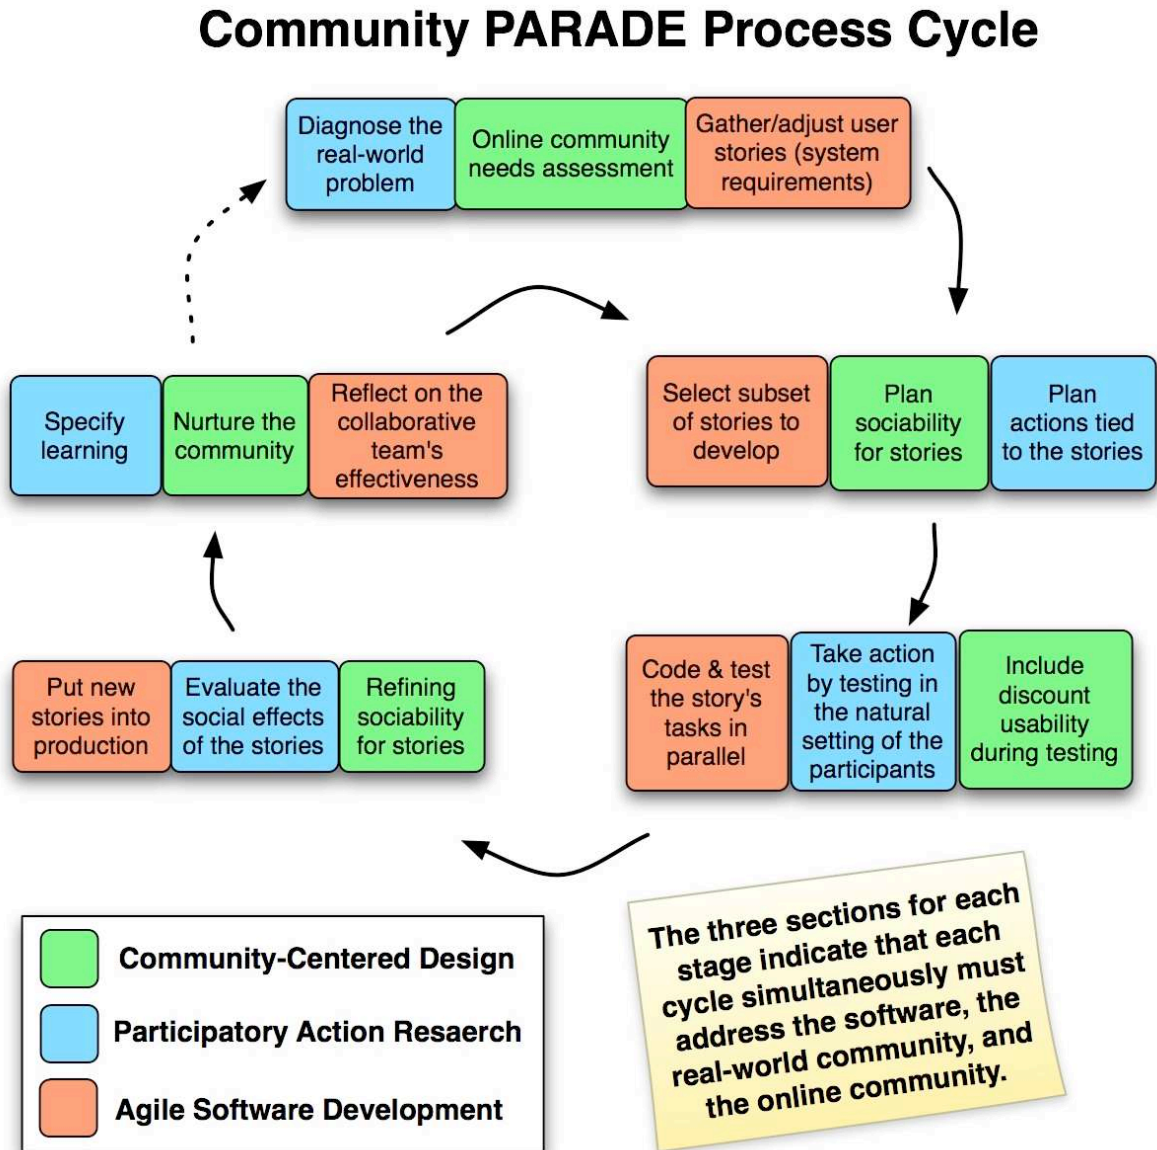 Community PARADE Process Cycle
Diagnose the
real-world
problem
Online community
needs assessment
Gather/adjust user
stories (system
requirements)
Specify
learning
Nurture the
community
Reflect on the
collaborative
team's
effectiveness
Select subset
of stories to
develop
Plan
sociability
for stories
Plan
actions tied
to the stories
Put new
stories into
production
Evaluate the
social effects
of the stories
Refining
sociability
for stories
Code & test
the story's
tasks in
parallel
Take action
by testing in
the natural
setting of the
participants
Include
discount
usability
during testing
Community-Centered Design
Participatory Action Resaerch
Agile Software Development
The three sections for each
stage indicate that each
cycle simultaneously must
address the software, the
real-world community, and
the online community.